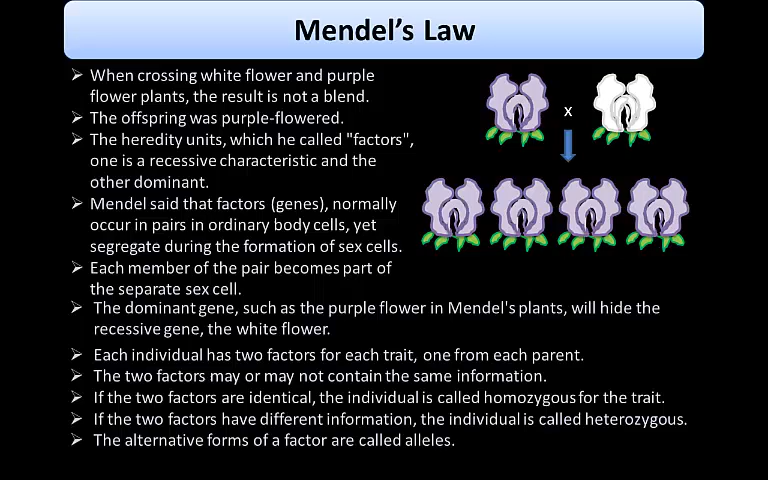 Mendel's Law
➢ When crossing white flower and purple
flower plants, the result is not a blend.
➢ The offspring was purple-flowered.
➢ The heredity units, which he called "factors",
one is a recessive characteristic and the
other dominant.
➢ Mendel said that factors (genes), normally
occur in pairs in ordinary body cells, yet
segregate during the formation of sex cells.
➢ Each member of the pair becomes part of
the separate sex cell.
x
➢ The dominant gene, such as the purple flower in Mendel's plants, will hide the
recessive gene, the white flower.
➢ Each individual has two factors for each trait, one from each parent.
➢ The two factors may or may not contain the same information.
➢ If the two factors are identical, the individual is called homozygous for the trait.
➢ If the two factors have different information, the individual is called heterozygous.
➢ The alternative forms of a factor are called alleles.